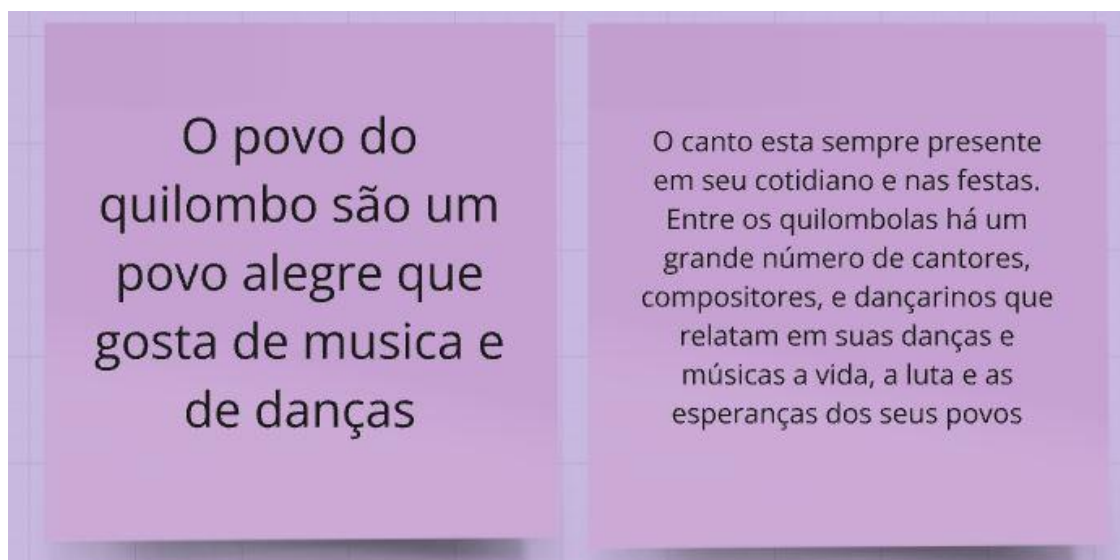 O povo do
quilombo são um
povo alegre que
gosta de musica e
de danças
O canto esta sempre presente
em seu cotidiano e nas festas.
Entre os quilombolas há um
grande número de cantores,
compositores, e dançarinos que
relatam em suas danças e
músicas a vida, a luta e as
esperanças dos seus povos